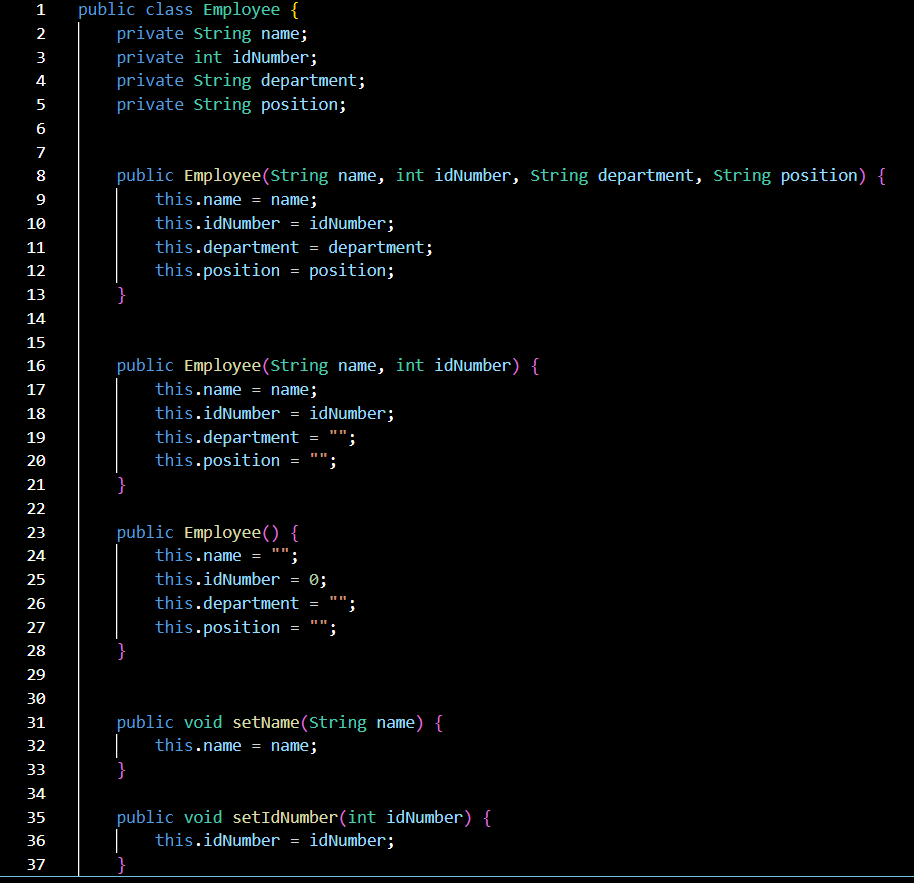 1 public class Employee {
2     private String name;
3     private int idNumber;
4     private String department;
5     private String position;
6
7
8     public Employee(String name, int idNumber, String department, String position) {
9         this.name = name;
10         this.idNumber = idNumber;
11         this.department = department;
12         this.position = position;
13     }
14
15
16     public Employee(String name, int idNumber) {
17         this.name = name;
18         this.idNumber = idNumber;
19         this.department = "";
20         this.position = "";
21     }
22
23     public Employee() {
24         this.name = "";
25         this.idNumber = 0;
26         this.department = "";
27         this.position = "";
28     }
29
30
31     public void setName(String name) {
32         this.name = name;
33     }
34
35     public void setIdNumber(int idNumber) {
36         this.idNumber = idNumber;
37     }